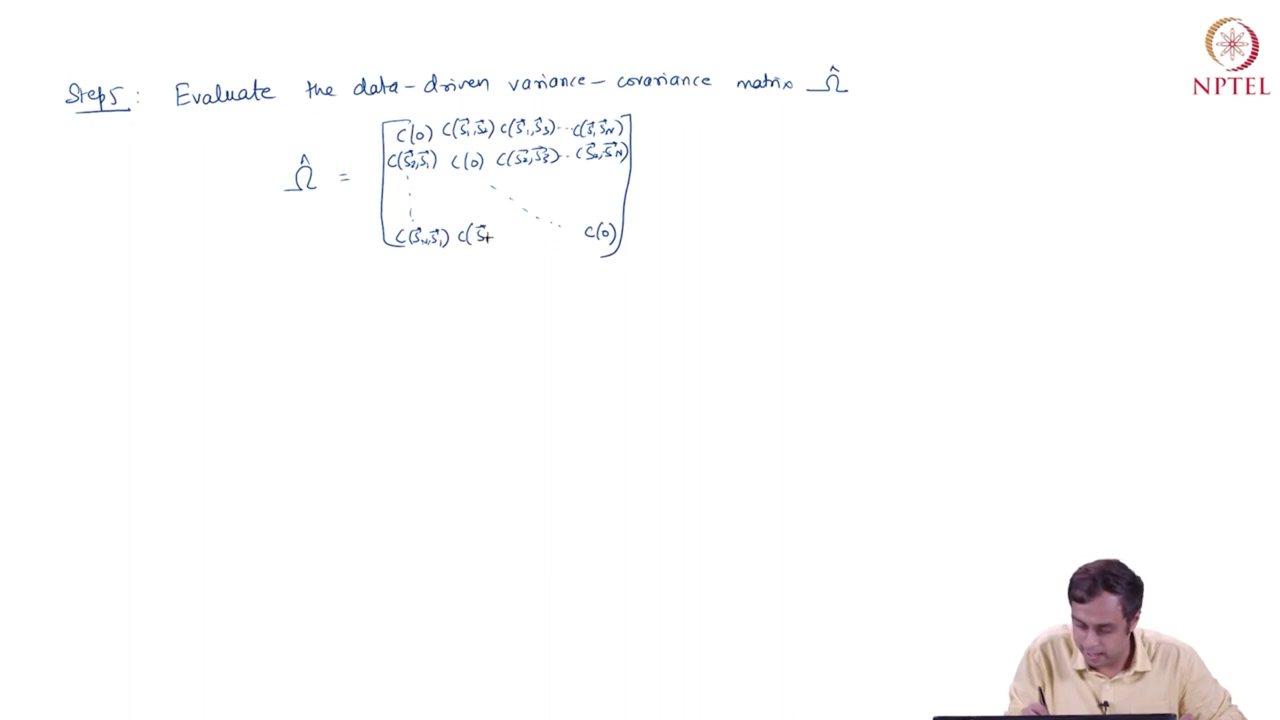 Step 5 : Evaluate the data-driven variance-covariance matrix Ω̂
NPTEL
C(0) C(s⃗₁,s⃗₂) C(s⃗₁,s⃗₃) ... C(s⃗₁,s⃗N)
C(s⃗₂,s⃗₁) C(0) C(s⃗₂,s⃗₃) .. C(s⃗₂,s⃗N)
Ω̂ =
C(s⃗N,s⃗₁) C(s⃗ C(0)